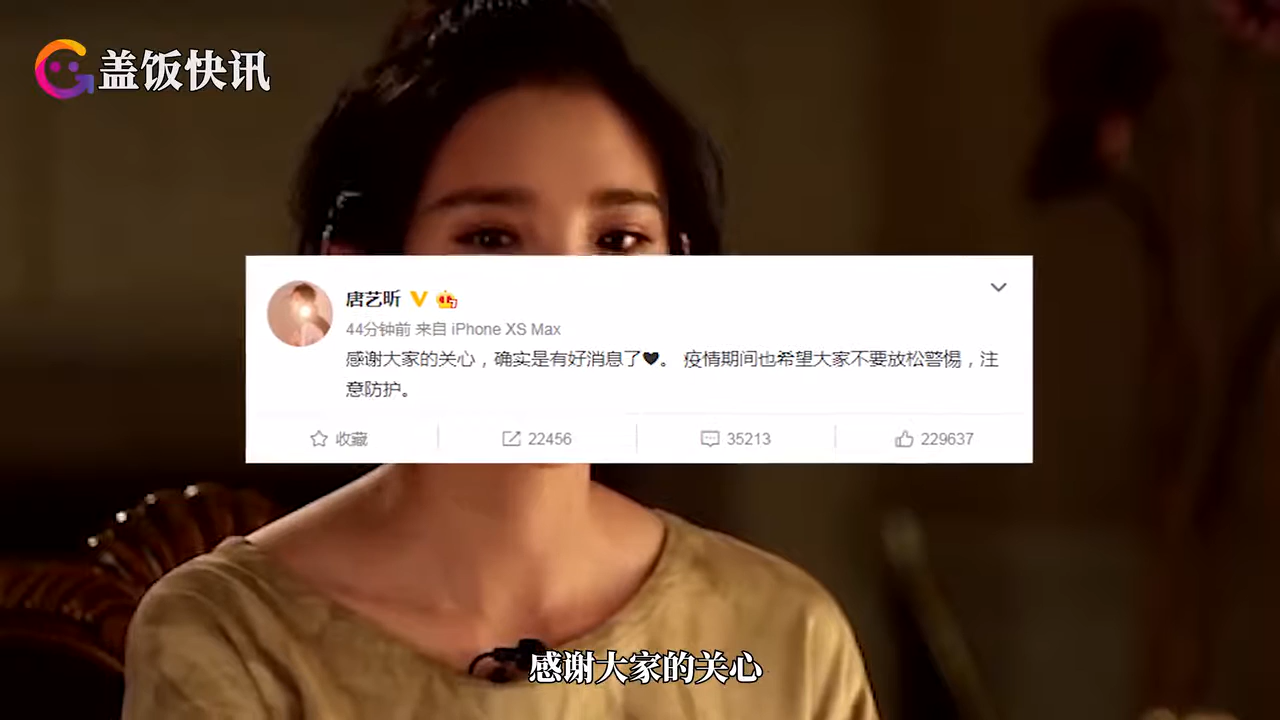 盖饭快讯
唐艺昕
44分钟前 来自 iPhone XS Max
感谢大家的关心，确实是有好消息了🖤。 疫情期间也希望大家不要放松警惕，注
意防护。
收藏 22456 35213 229637
感谢大家的关心